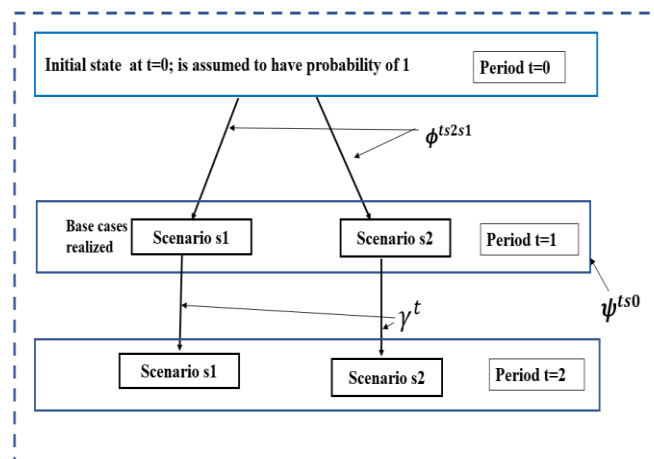 Initial state at t=0; is assumed to have probability of 1
Period t=0
ϕ^{ts2s1}
Base cases
realized
Scenario s1
Scenario s2
Period t=1
ψ^{ts0}
γ^t
Scenario s1
Scenario s2
Period t=2